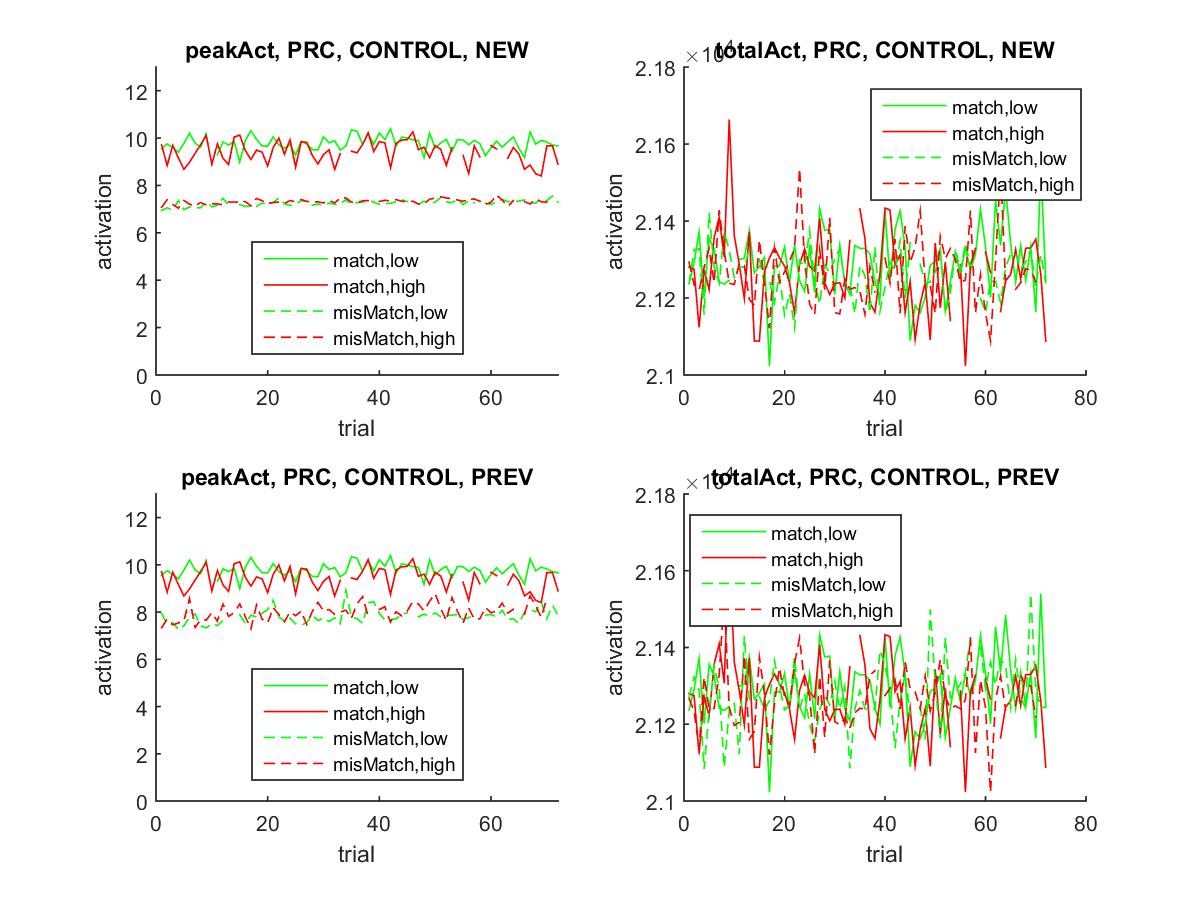 peakAct, PRC, CONTROL, NEW
12
10
8
6
4
2
0
0 20 40 60
activation
trial
match,low
match,high
misMatch,low
misMatch,high
totalAct, PRC, CONTROL, NEW
2.18
2.16
2.14
2.12
2.1
0 20 40 60 80
activation
trial
match,low
match,high
misMatch,low
misMatch,high
peakAct, PRC, CONTROL, PREV
12
10
8
6
4
2
0
0 20 40 60
activation
trial
match,low
match,high
misMatch,low
misMatch,high
totalAct, PRC, CONTROL, PREV
2.18
2.16
2.14
2.12
2.1
0 20 40 60 80
activation
trial
match,low
match,high
misMatch,low
misMatch,high